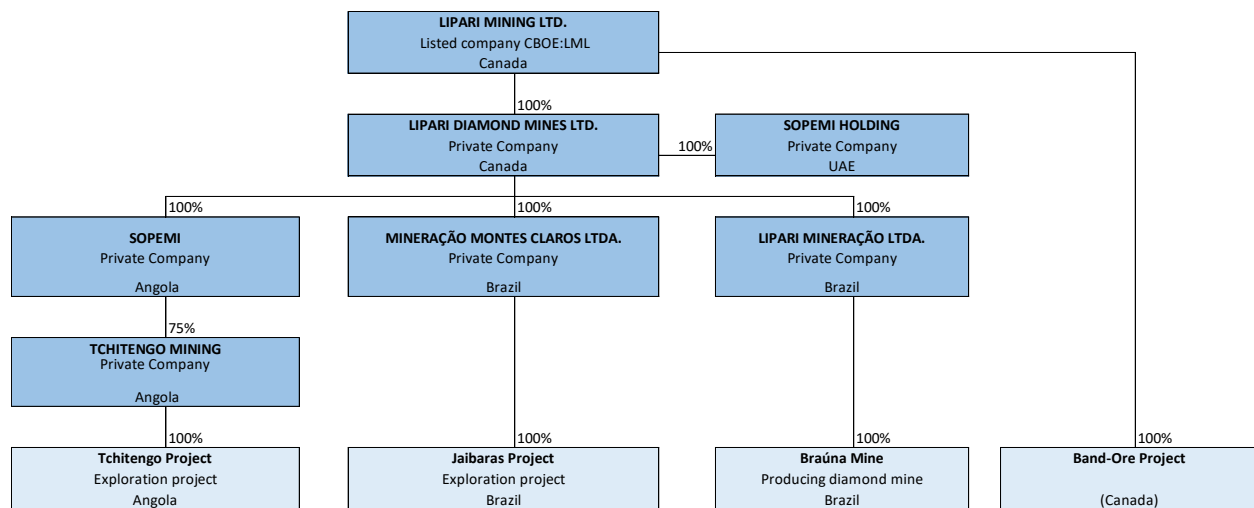 LIPARI MINING LTD.
Listed company CBOE:LML
Canada
100%
LIPARI DIAMOND MINES LTD.
Private Company
Canada
100%
SOPEMI HOLDING
Private Company
UAE
100%
100%
100%
SOPEMI
Private Company
Angola
MINERAÇÃO MONTES CLAROS LTDA.
Private Company
Brazil
LIPARI MINERAÇÃO LTDA.
Private Company
Brazil
75%
TCHITENGO MINING
Private Company
Angola
100%
100%
100%
100%
Tchitengo Project
Exploration project
Angola
Jaibaras Project
Exploration project
Brazil
Braúna Mine
Producing diamond mine
Brazil
Band-Ore Project
(Canada)